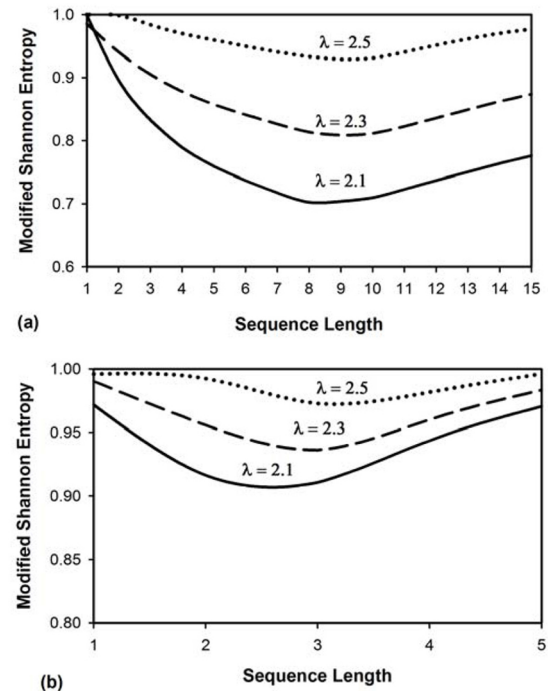 1.0
0.9
0.8
0.7
0.6
Modified Shannon Entropy
λ = 2.5
λ = 2.3
λ = 2.1
1 2 3 4 5 6 7 8 9 10 11 12 13 14 15
(a)
Sequence Length
1.00
0.95
0.90
0.85
0.80
Modified Shannon Entropy
λ = 2.5
λ = 2.3
λ = 2.1
1 2 3 4 5
(b)
Sequence Length